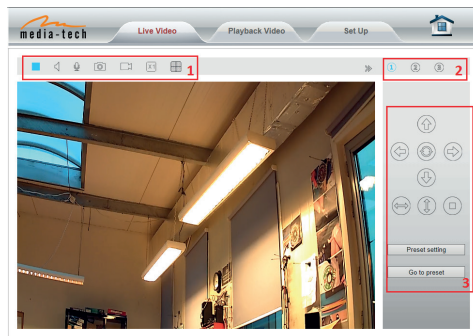 media-tech
Live Video
Playback Video
Set Up
1
1 2 3
2
Preset setting
Go to preset
3